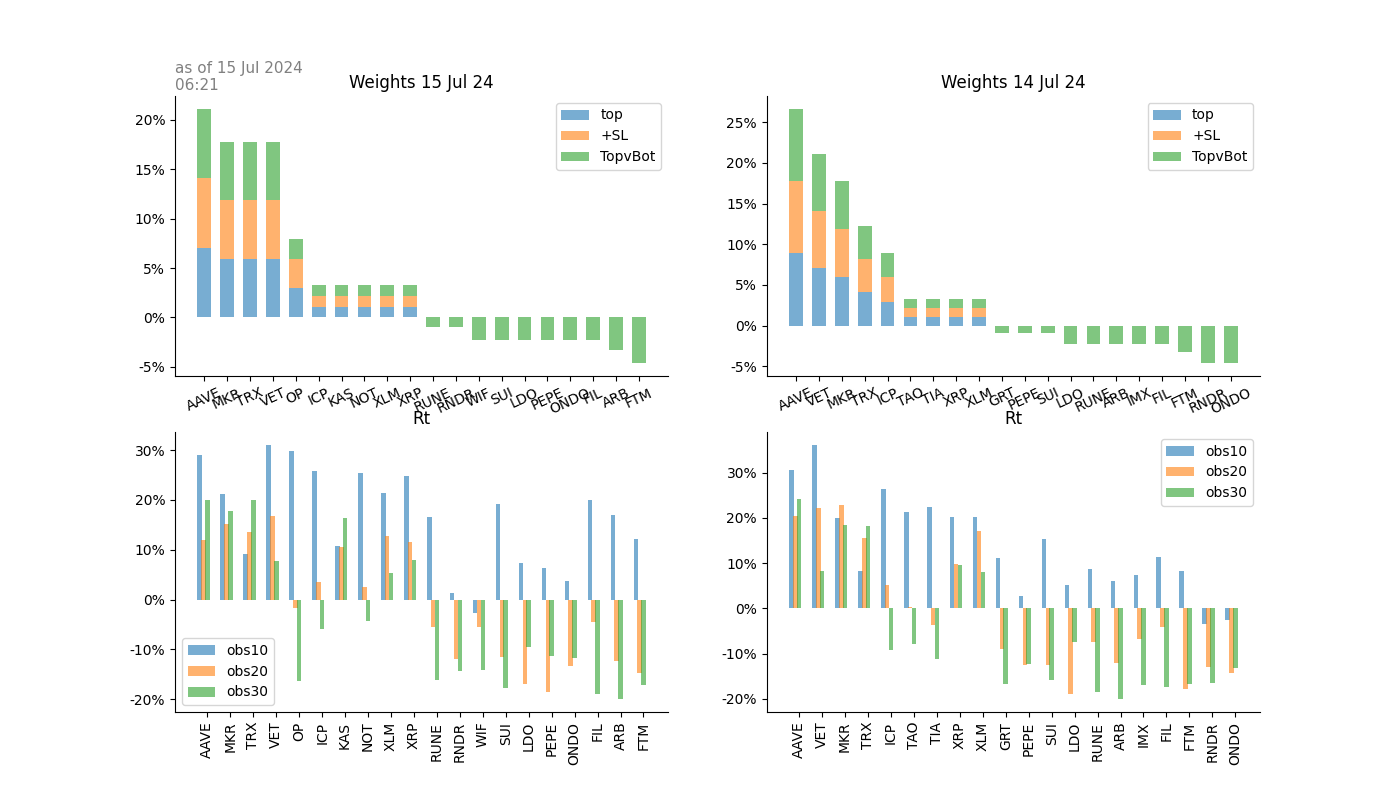 as of 15 Jul 2024
06:21
Weights 15 Jul 24
20%
15%
10%
5%
0%
-5%
top
+SL
TopvBot
AAVE MKR TRX VET OP ICP KAS NOT XLM XRP RUNE RNDR WIF SUI LDO PEPE ONDO FIL ARB FTM
Weights 14 Jul 24
25%
20%
15%
10%
5%
0%
-5%
top
+SL
TopvBot
AAVE VET MKR TRX ICP TAO TIA XRP XLM GRT PEPE SUI LDO RUNE ARB IMX FIL FTM RNDR ONDO
Rt
30%
20%
10%
0%
-10%
-20%
obs10
obs20
obs30
AAVE MKR TRX VET OP ICP KAS NOT XLM XRP RUNE RNDR WIF SUI LDO PEPE ONDO FIL ARB FTM
Rt
30%
20%
10%
0%
-10%
-20%
obs10
obs20
obs30
AAVE VET MKR TRX ICP TAO TIA XRP XLM GRT PEPE SUI LDO RUNE ARB IMX FIL FTM RNDR ONDO